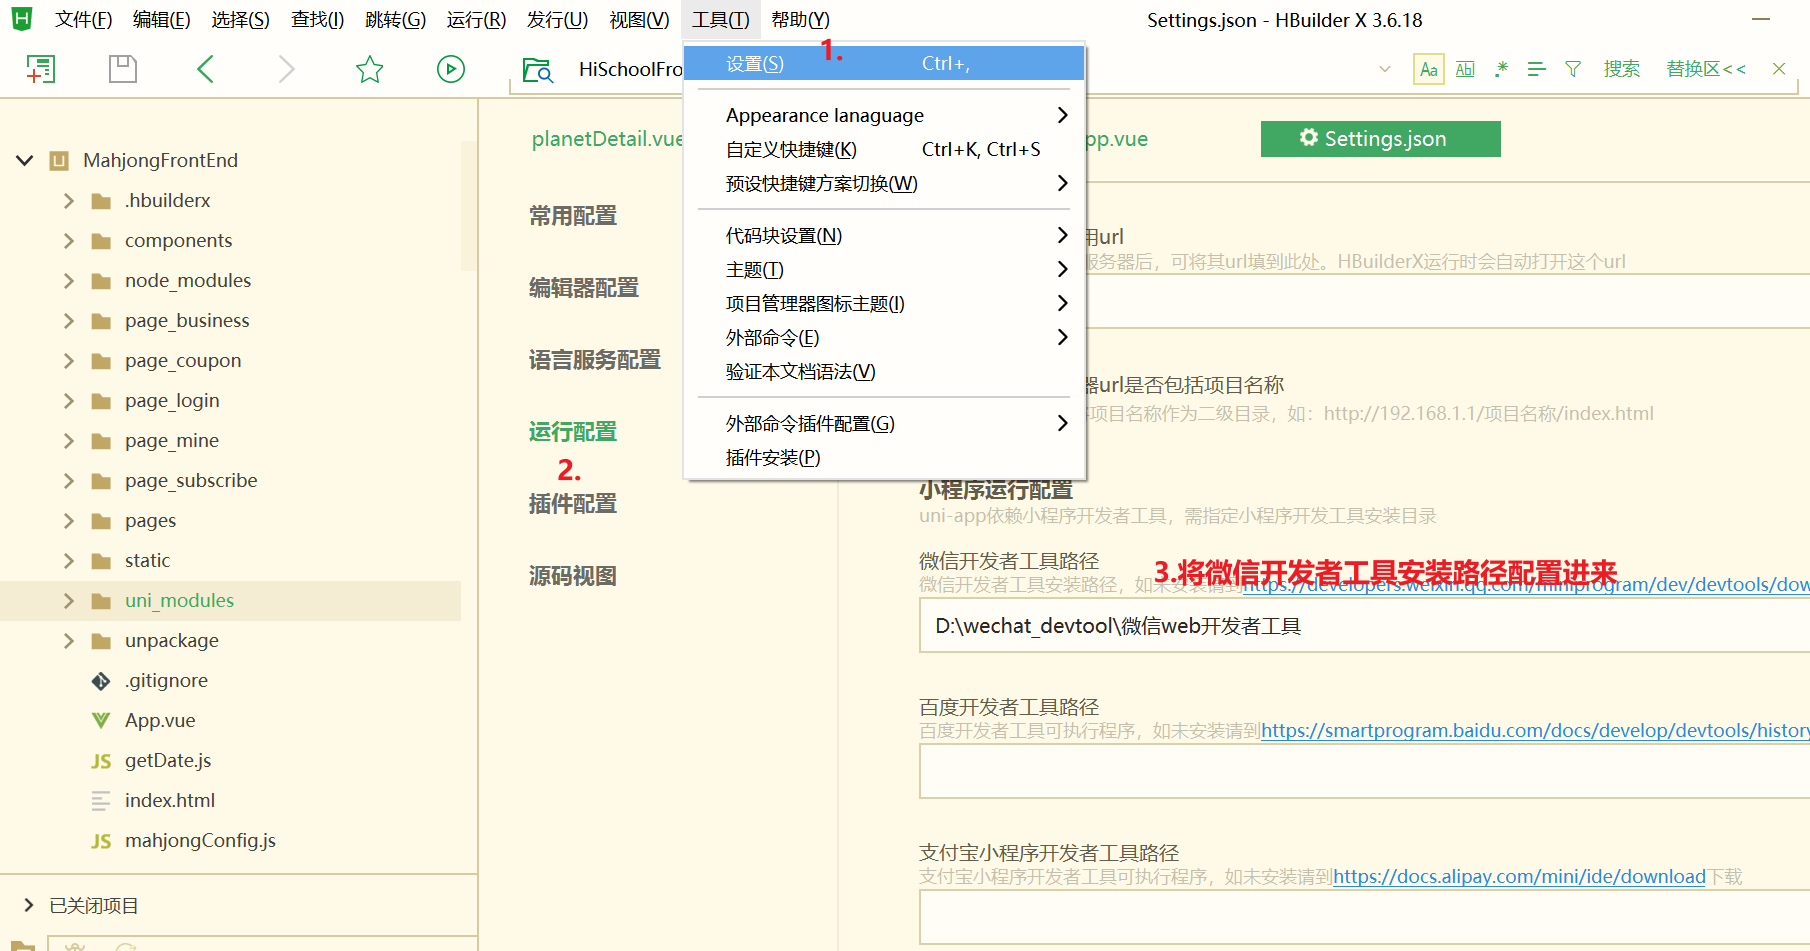 文件(F) 编辑(E) 选择(S) 查找(I) 跳转(G) 运行(R) 发行(U) 视图(V) 工具(T) 帮助(Y) Settings.json - HBuilder X 3.6.18
HiSchoolFro
Aa Ab| .* 搜索 替换区<<
1.
设置(S) Ctrl+,
Appearance lanaguage
自定义快捷键(K) Ctrl+K, Ctrl+S
预设快捷键方案切换(W)
代码块设置(N)
主题(T)
项目管理器图标主题(I)
外部命令(E)
验证本文档语法(V)
外部命令插件配置(G)
插件安装(P)
MahjongFrontEnd
.hbuilderx
components
node_modules
page_business
page_coupon
page_login
page_mine
page_subscribe
pages
static
uni_modules
unpackage
.gitignore
App.vue
JS getDate.js
index.html
JS mahjongConfig.js
已关闭项目
planetDetail.vue
pp.vue
Settings.json
常用配置
编辑器配置
语言服务配置
运行配置
2.
插件配置
源码视图
用url
服务器后，可将其url填到此处。HBuilderX运行时会自动打开这个url
器url是否包括项目名称
项目名称作为二级目录，如：http://192.168.1.1/项目名称/index.html
小程序运行配置
uni-app依赖小程序开发者工具，需指定小程序开发工具安装目录
微信开发者工具路径
3.将微信开发者工具安装路径配置进来
微信开发者工具安装路径，如未安装请到https://developers.weixin.qq.com/miniprogram/dev/devtools/dow
D:\wechat_devtool\微信web开发者工具
百度开发者工具路径
百度开发者工具可执行程序，如未安装请到https://smartprogram.baidu.com/docs/develop/devtools/history
支付宝小程序开发者工具路径
支付宝小程序开发者工具可执行程序，如未安装请到https://docs.alipay.com/mini/ide/download下载